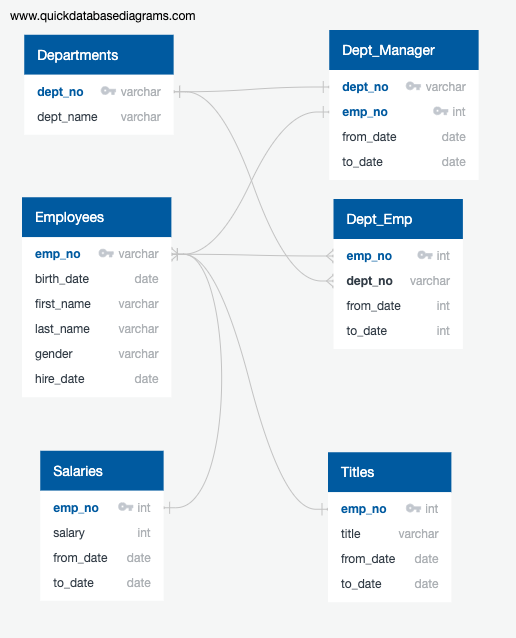 www.quickdatabasediagrams.com
Departments
dept_no varchar
dept_name varchar
Dept_Manager
dept_no varchar
emp_no int
from_date date
to_date date
Employees
emp_no varchar
birth_date date
first_name varchar
last_name varchar
gender varchar
hire_date date
Dept_Emp
emp_no int
dept_no varchar
from_date int
to_date int
Salaries
emp_no int
salary int
from_date date
to_date date
Titles
emp_no int
title varchar
from_date date
to_date date